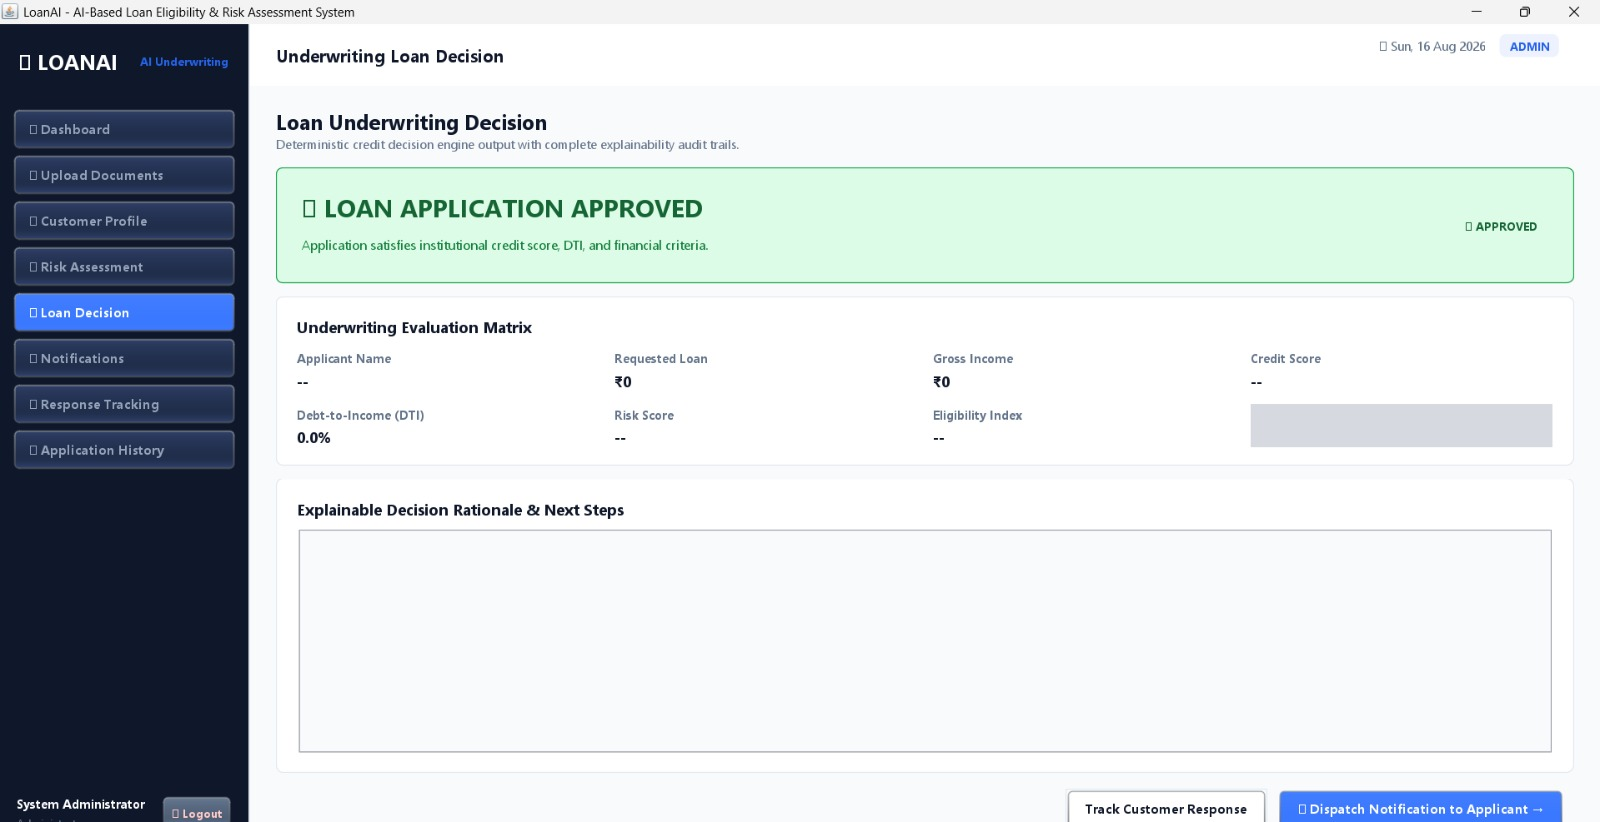 LoanAI - AI-Based Loan Eligibility & Risk Assessment System
LOANAI AI Underwriting
Dashboard
Upload Documents
Customer Profile
Risk Assessment
Loan Decision
Notifications
Response Tracking
Application History
System Administrator
Logout
Underwriting Loan Decision
Sun, 16 Aug 2026 ADMIN
Loan Underwriting Decision
Deterministic credit decision engine output with complete explainability audit trails.
LOAN APPLICATION APPROVED
Application satisfies institutional credit score, DTI, and financial criteria.
APPROVED
Underwriting Evaluation Matrix
Applicant Name Requested Loan Gross Income Credit Score
-- ₹0 ₹0 --
Debt-to-Income (DTI) Risk Score Eligibility Index
0.0% -- --
Explainable Decision Rationale & Next Steps
Track Customer Response Dispatch Notification to Applicant →